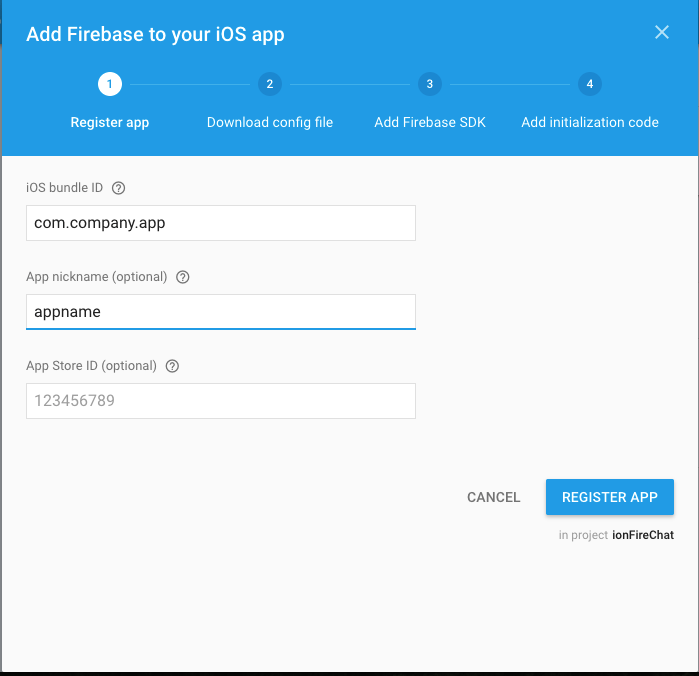 Add Firebase to your iOS app
1 2 3 4
Register app Download config file Add Firebase SDK Add initialization code
iOS bundle ID ?
com.company.app
App nickname (optional) ?
appname
App Store ID (optional) ?
123456789
CANCEL REGISTER APP
in project ionFireChat